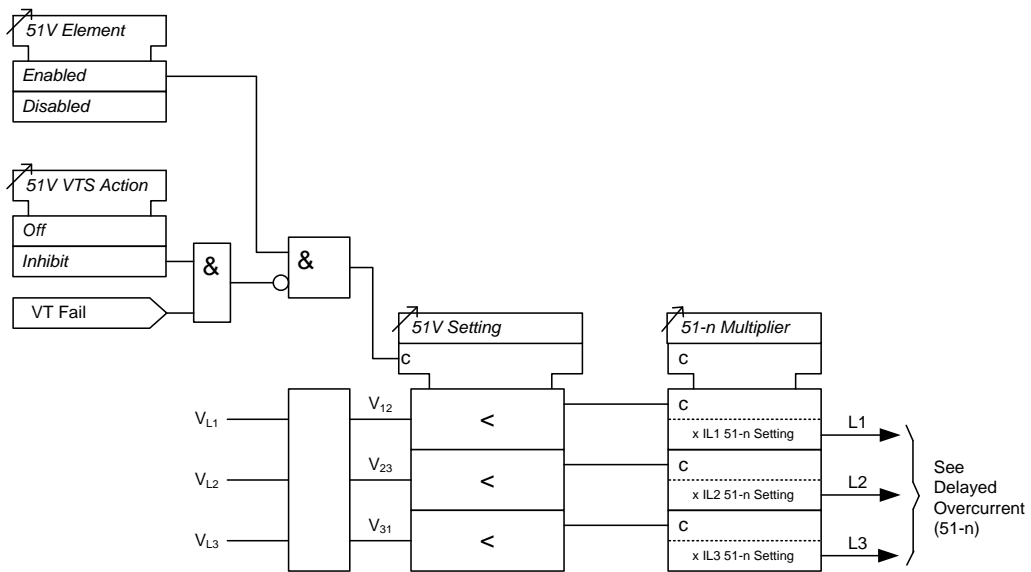 51V Element
Enabled
Disabled
51V VTS Action
Off
Inhibit
VT Fail
&
&
51V Setting
c
51-n Multiplier
c
VL1
V12
<
c
x IL1 51-n Setting
L1
VL2
V23
<
c
x IL2 51-n Setting
L2
VL3
V31
<
c
x IL3 51-n Setting
L3
See
Delayed
Overcurrent
(51-n)